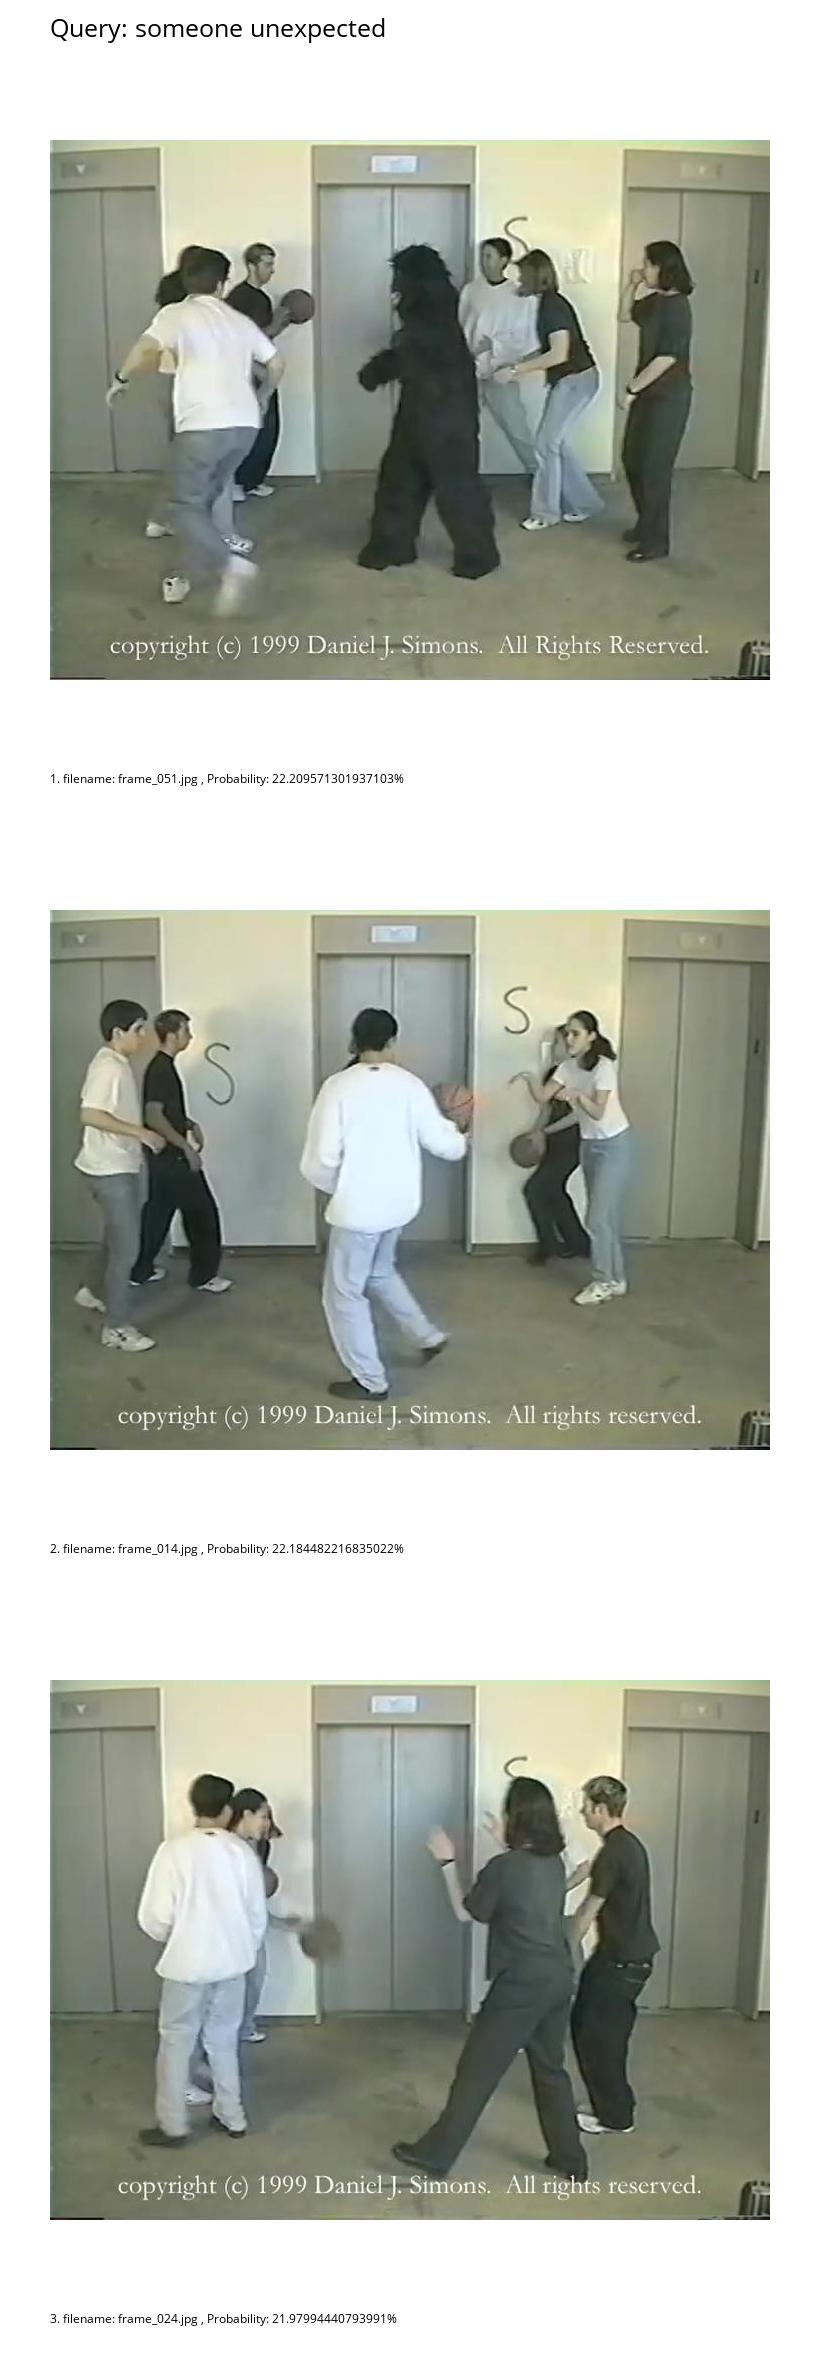 Query: someone unexpected
S
copyright (c) 1999 Daniel J. Simons. All Rights Reserved.
1. filename: frame_051.jpg , Probability: 22.209571301937103%
S
S
copyright (c) 1999 Daniel J. Simons. All rights reserved.
2. filename: frame_014.jpg , Probability: 22.184482216835022%
copyright (c) 1999 Daniel J. Simons. All rights reserved.
3. filename: frame_024.jpg , Probability: 21.97994440793991%